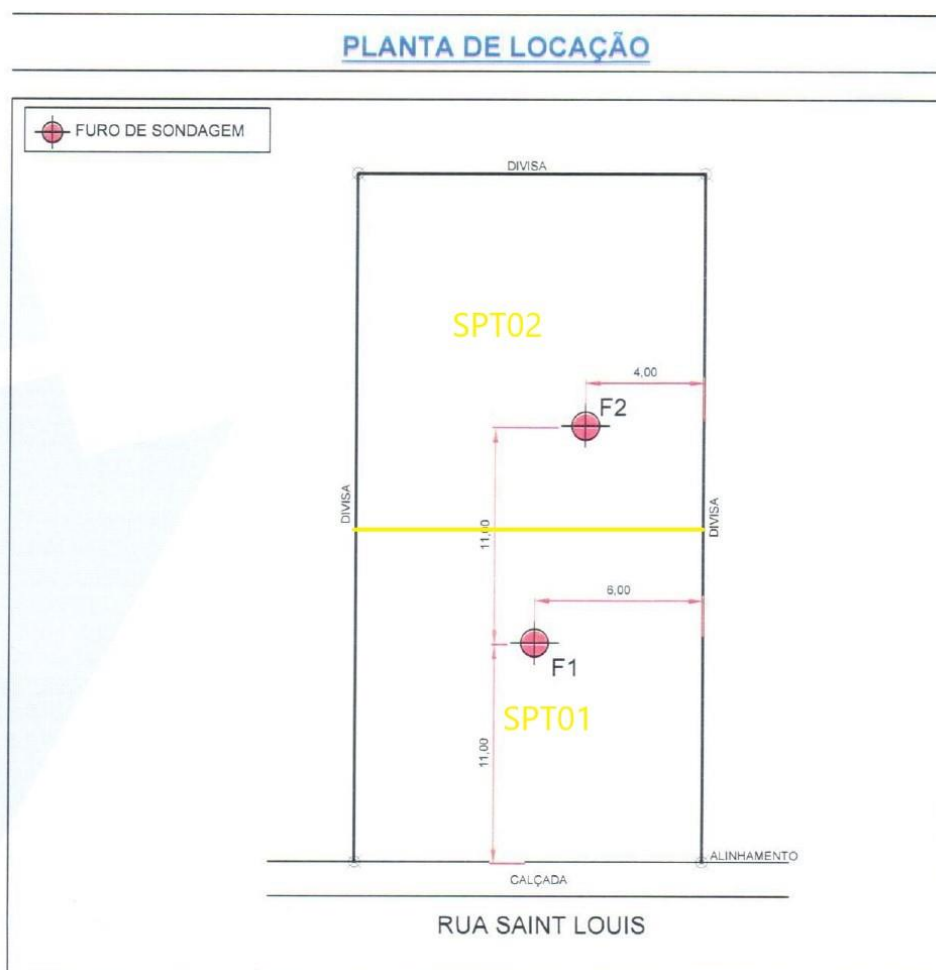 PLANTA DE LOCAÇÃO
FURO DE SONDAGEM
DIVISA
SPT02
4,00
F2
DIVISA
DIVISA
11,00
6,00
F1
SPT01
11,00
ALINHAMENTO
CALÇADA
RUA SAINT LOUIS